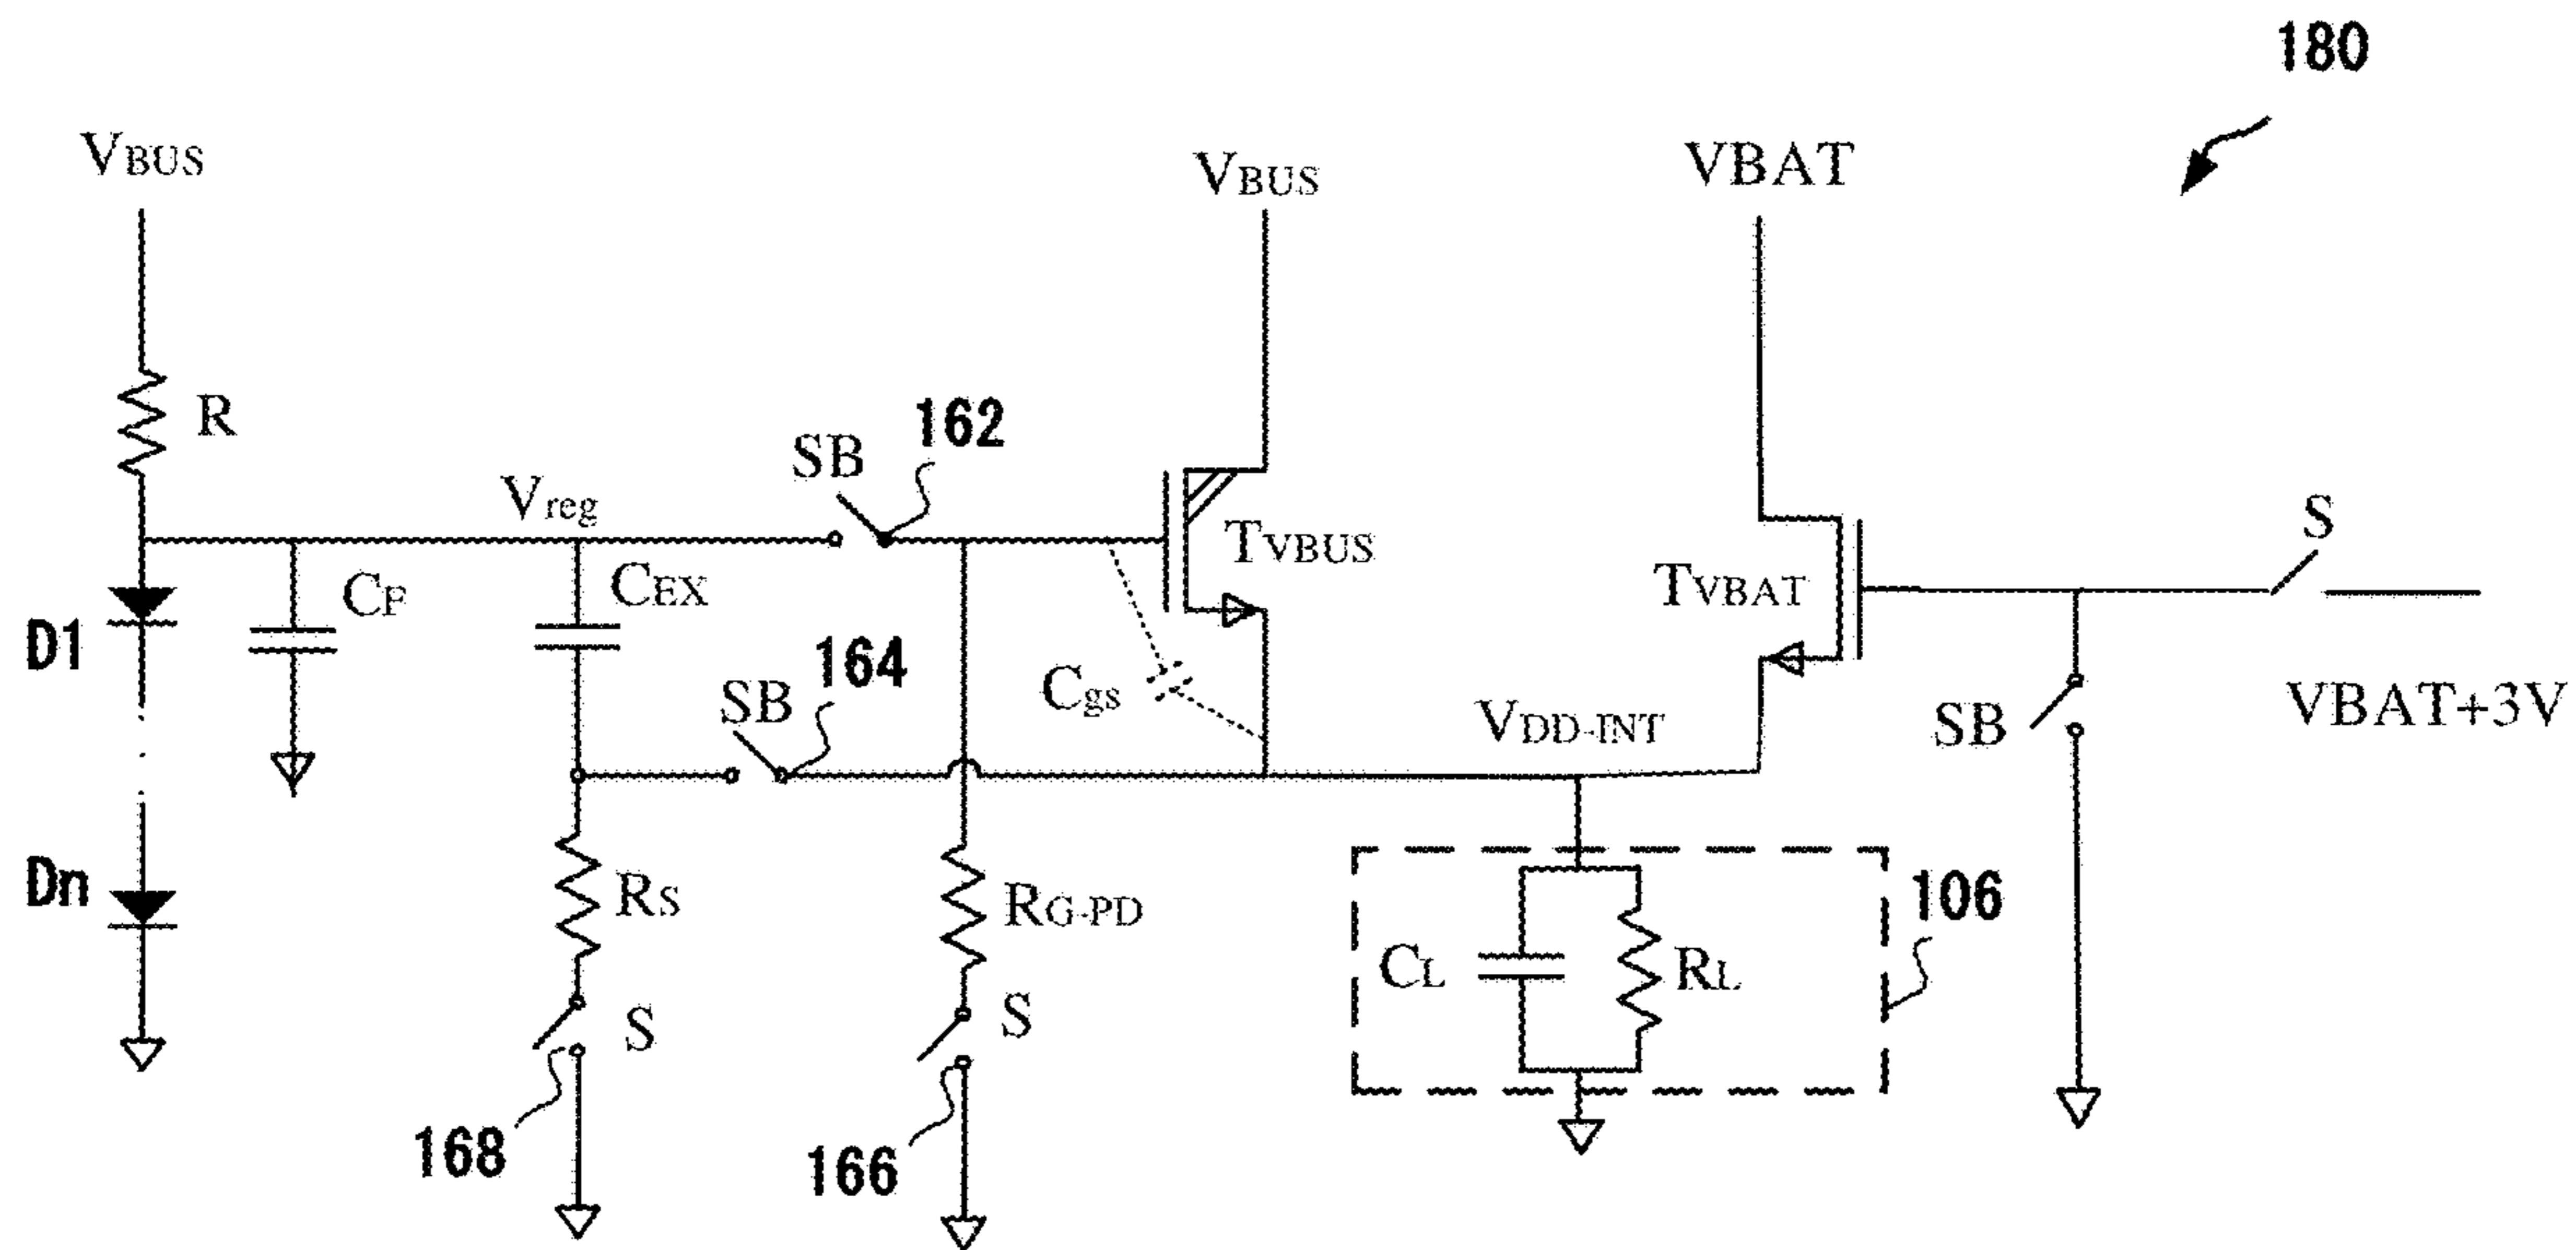 180
VBUS
VBUS
VBAT
R
SB
162
Vreg
TVBUS
TVBAT
S
D1
CP
CEX
SB
164
Cgs
VDD-INT
SB
VBAT+3V
Dn
RS
RG-PD
CL
RL
106
S
S
168
166